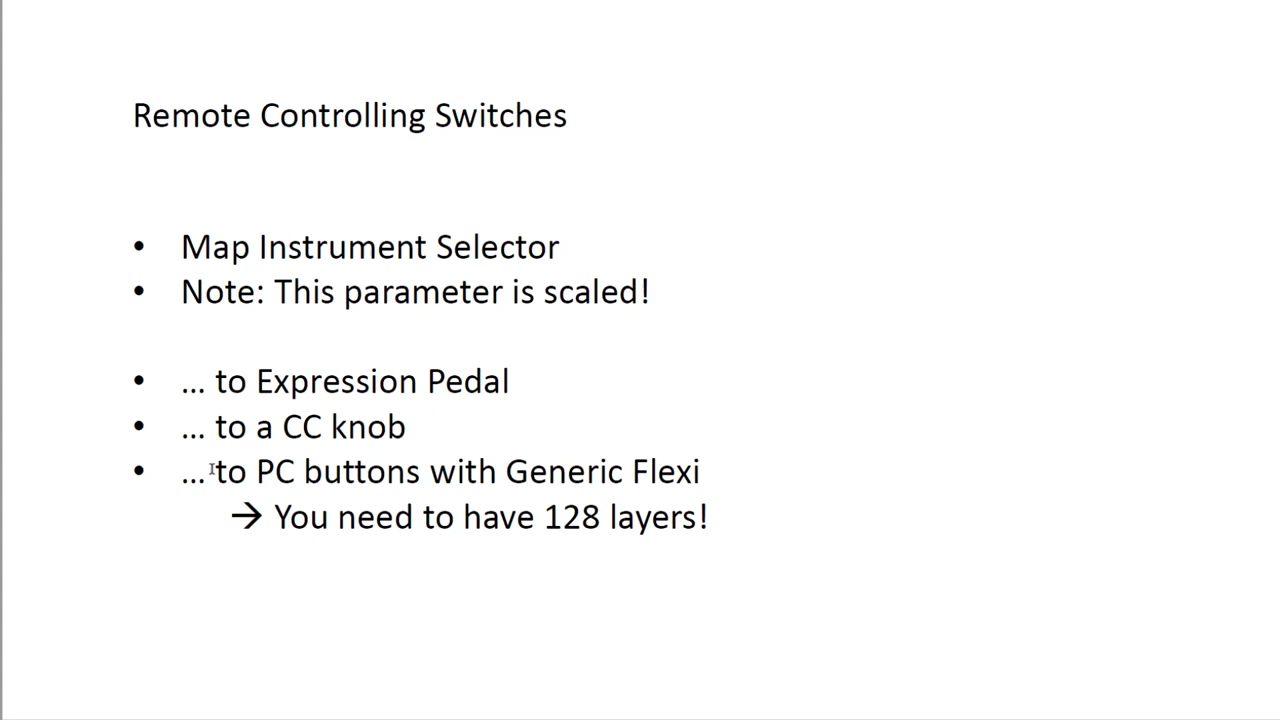 Remote Controlling Switches
• Map Instrument Selector
• Note: This parameter is scaled!
• … to Expression Pedal
• … to a CC knob
• … to PC buttons with Generic Flexi
→ You need to have 128 layers!